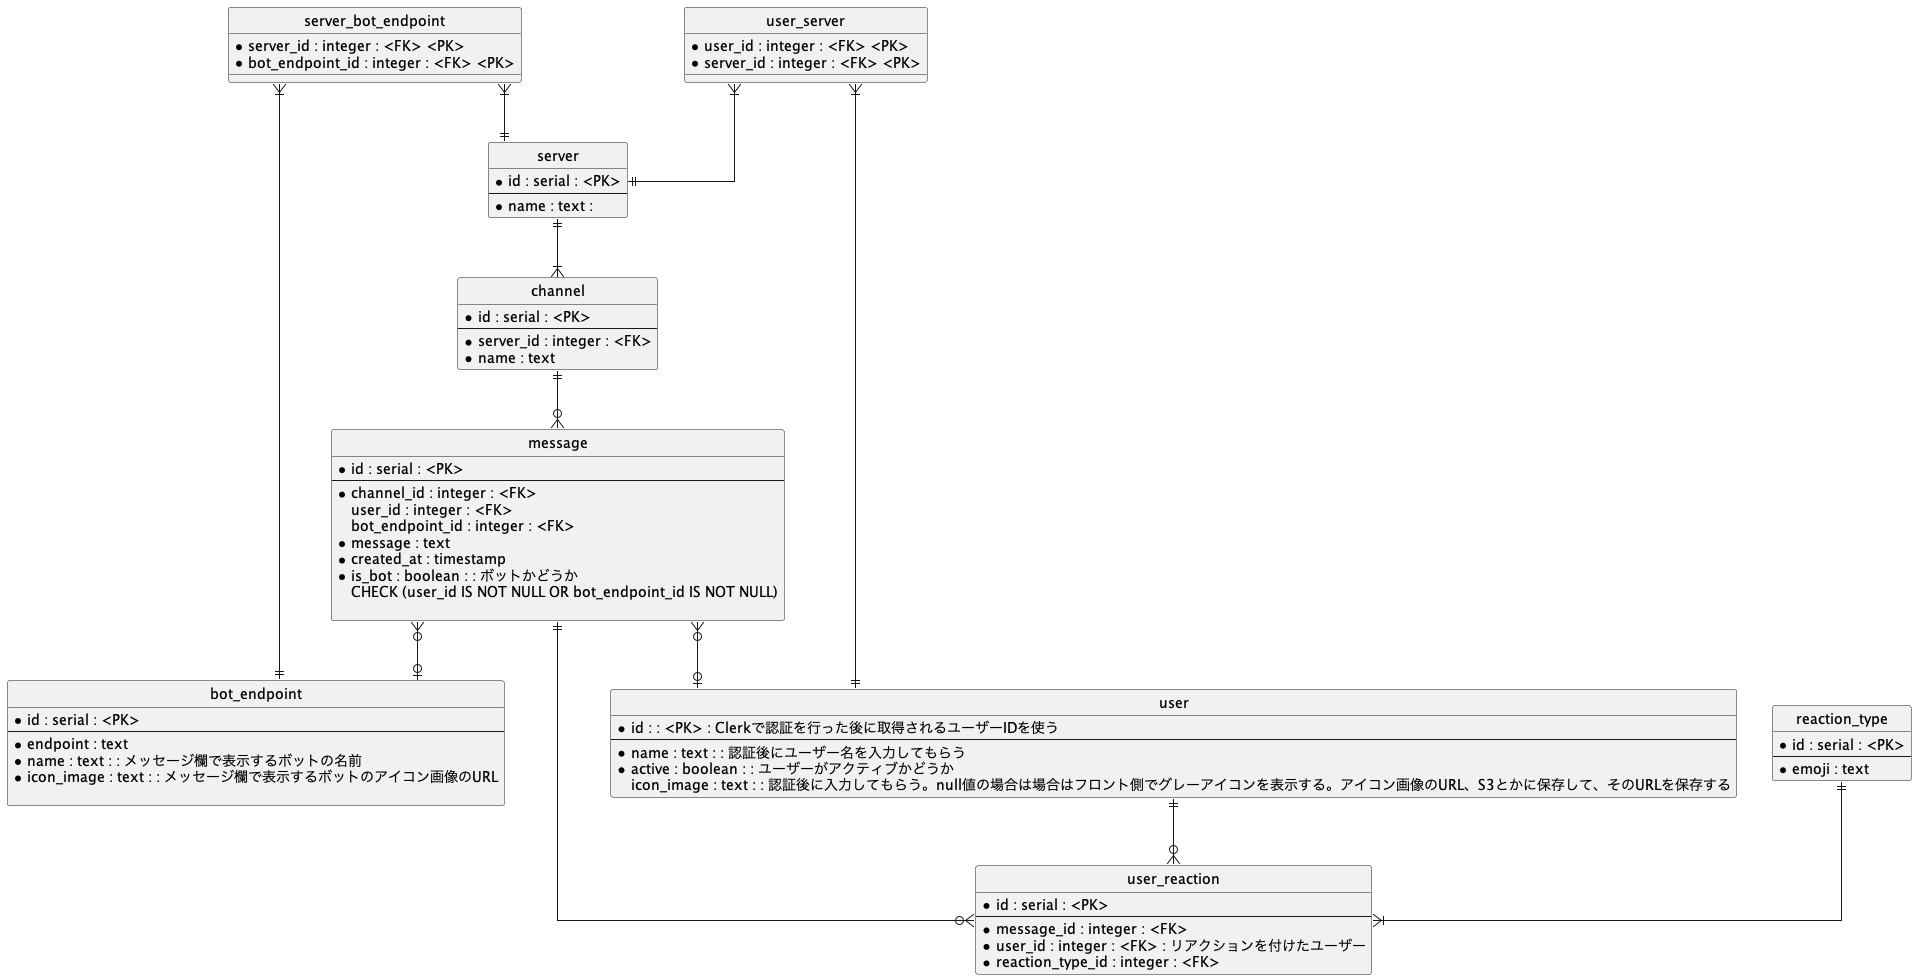 server_bot_endpoint
* server_id : integer : <FK> <PK>
* bot_endpoint_id : integer : <FK> <PK>
user_server
* user_id : integer : <FK> <PK>
* server_id : integer : <FK> <PK>
server
* id : serial : <PK>
* name : text :
channel
* id : serial : <PK>
* server_id : integer : <FK>
* name : text
message
* id : serial : <PK>
* channel_id : integer : <FK>
user_id : integer : <FK>
bot_endpoint_id : integer : <FK>
* message : text
* created_at : timestamp
* is_bot : boolean : : ボットかどうか
CHECK (user_id IS NOT NULL OR bot_endpoint_id IS NOT NULL)
bot_endpoint
* id : serial : <PK>
* endpoint : text
* name : text : : メッセージ欄で表示するボットの名前
* icon_image : text : : メッセージ欄で表示するボットのアイコン画像のURL
user
* id : : <PK> : Clerkで認証を行った後に取得されるユーザーIDを使う
* name : text : : 認証後にユーザー名を入力してもらう
* active : boolean : : ユーザーがアクティブかどうか
icon_image : text : : 認証後に入力してもらう。null値の場合は場合はフロント側でグレーアイコンを表示する。アイコン画像のURL、S3とかに保存して、そのURLを保存する
reaction_type
* id : serial : <PK>
* emoji : text
user_reaction
* id : serial : <PK>
* message_id : integer : <FK>
* user_id : integer : <FK> : リアクションを付けたユーザー
* reaction_type_id : integer : <FK>